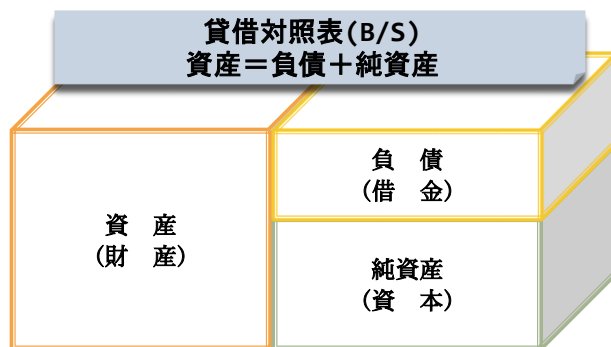 貸借対照表(B/S)
資産＝負債＋純資産
資　産
(財　産)
負　債
(借　金)
純資産
(資　本)